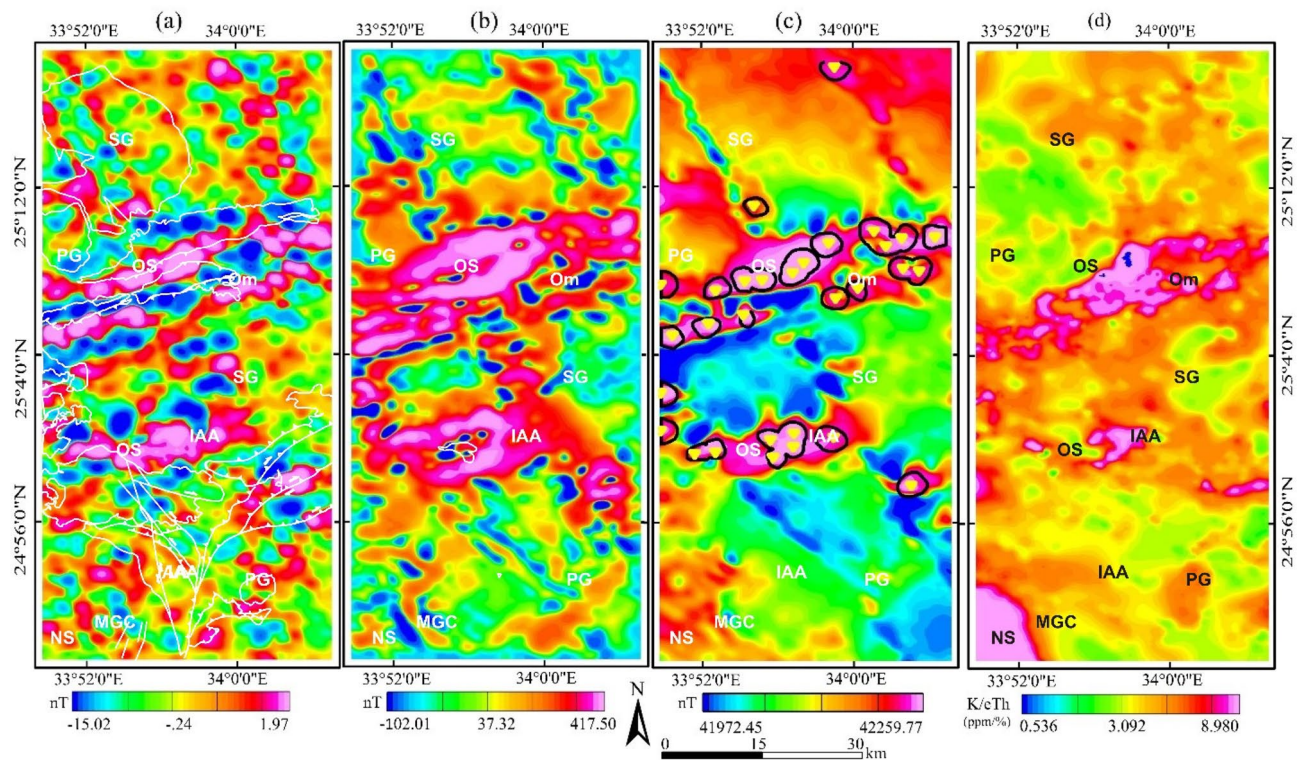 (a) (b) (c) (d)
33°52'0"E 34°0'0"E 33°52'0"E 34°0'0"E 33°52'0"E 34°0'0"E 33°52'0"E 34°0'0"E
SG SG SG SG
25°12'0"N 25°12'0"N
PG OS Om PG OS Om PG OS Om PG OS Om
25°4'0"N 25°4'0"N
SG SG SG SG
IAA IAA IAA IAA
OS OS OS
24°56'0"N 24°56'0"N
IAA PG PG IAA PG IAA PG
NS MGC NS MGC NS MGC NS MGC
33°52'0"E 34°0'0"E 33°52'0"E 34°0'0"E 33°52'0"E 34°0'0"E 33°52'0"E 34°0'0"E
nT nT N nT K/eTh
-15.02 -.24 1.97 -102.01 37.32 417.50 41972.45 42259.77 (ppm/%) 0.536 3.092 8.980
0 15 30
km